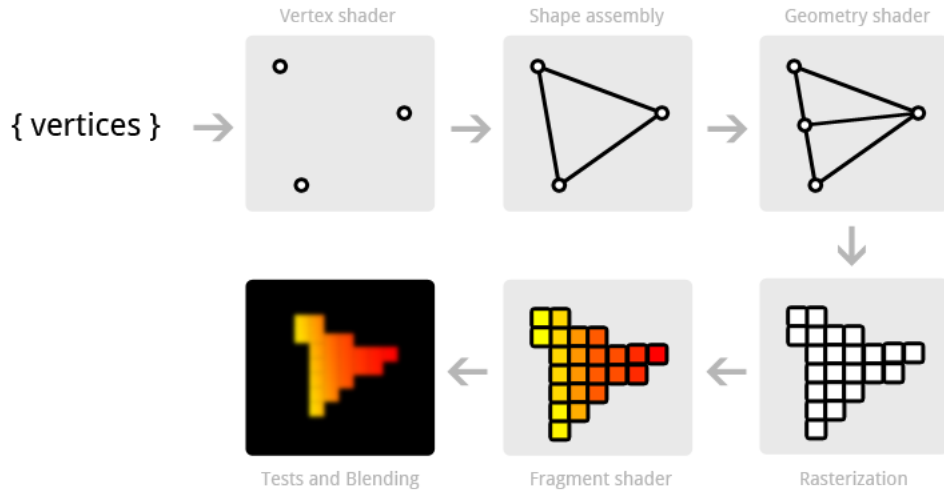 Vertex shader
Shape assembly
Geometry shader
{ vertices }
Tests and Blending
Fragment shader
Rasterization